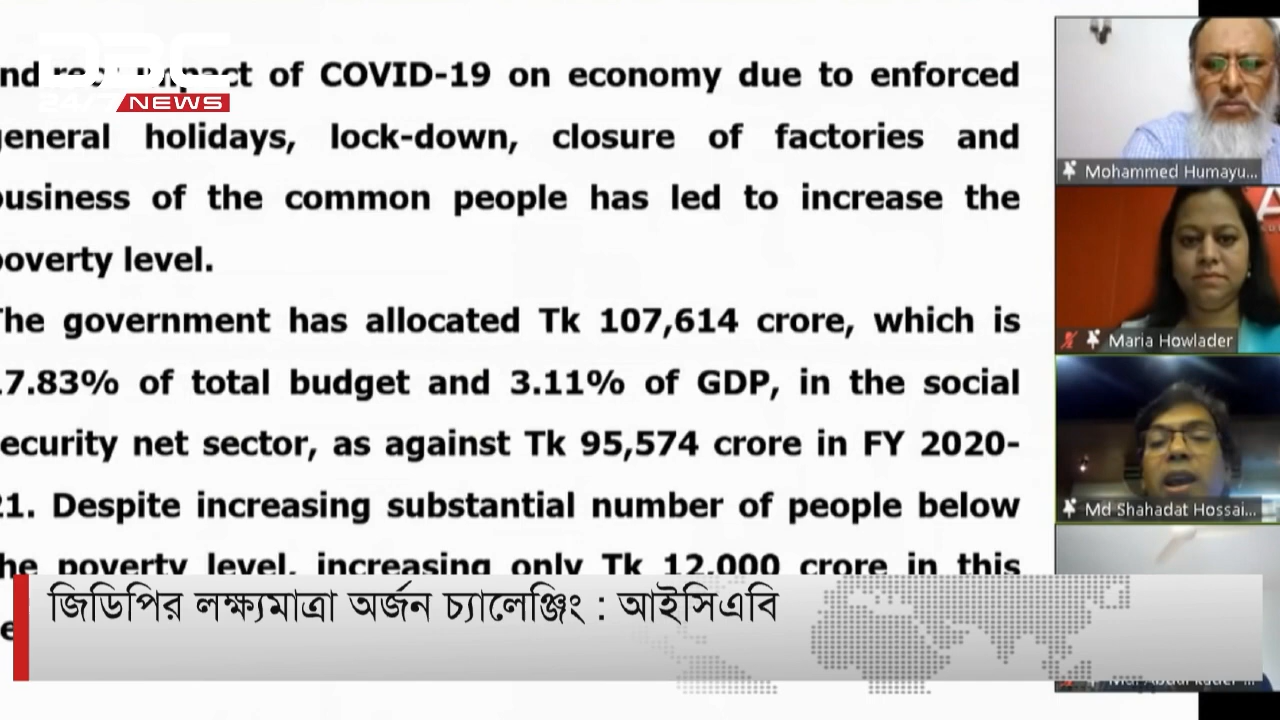 DBC
24/7 NEWS
impact of COVID-19 on economy due to enforced
general holidays, lock-down, closure of factories and
business of the common people has led to increase the
poverty level.
The government has allocated Tk 107,614 crore, which is
17.83% of total budget and 3.11% of GDP, in the social
security net sector, as against Tk 95,574 crore in FY 2020-
21. Despite increasing substantial number of people below
the poverty level, increasing only Tk 12,000 crore in this
জিডিপির লক্ষ্যমাত্রা অর্জন চ্যালেঞ্জিং : আইসিএবি
Mohammed Humayu...
Maria Howlader
Md Shahadat Hossai...